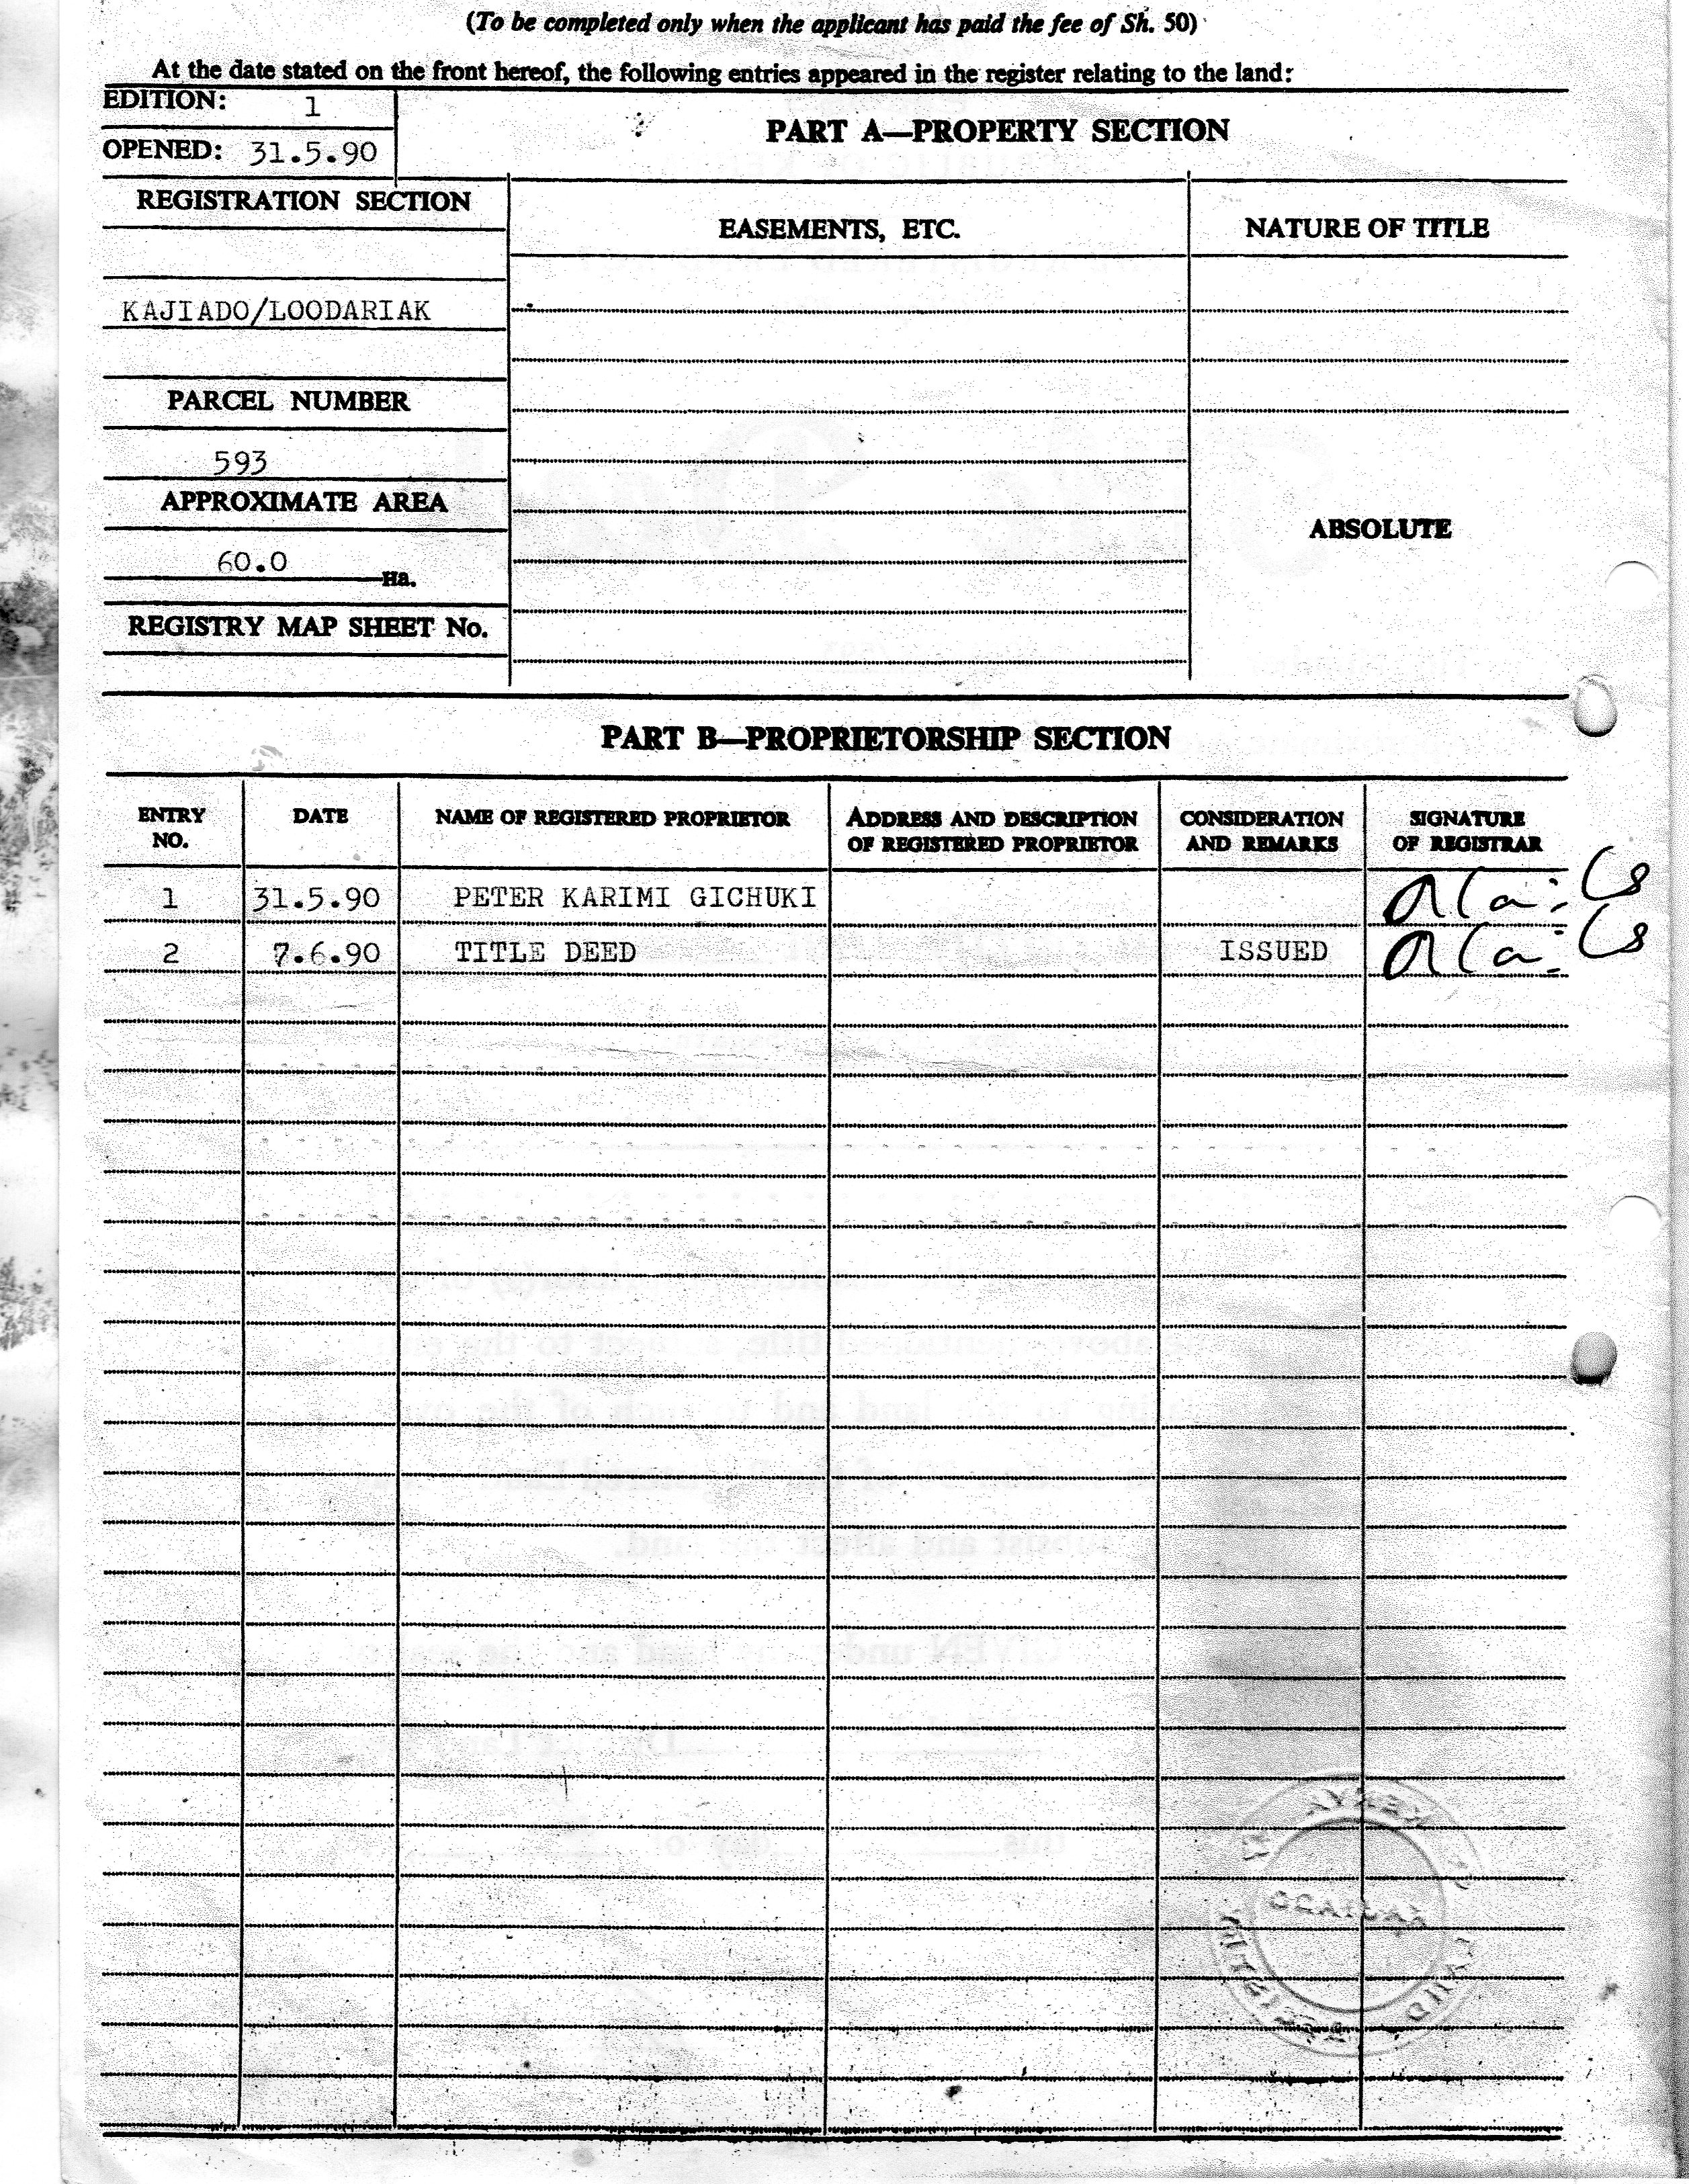 (To be completed only when the applicant has paid the fee of Sh. 50)
At the date stated on the front hereof, the following entries appeared in the register relating to the land:
EDITION: 1
OPENED: 31.5.90
PART A—PROPERTY SECTION
REGISTRATION SECTION
EASEMENTS, ETC.
NATURE OF TITLE
KAJIADO/LOODARIAK
PARCEL NUMBER
593
APPROXIMATE AREA
60.0 Ha.
ABSOLUTE
REGISTRY MAP SHEET No.
PART B—PROPRIETORSHIP SECTION
ENTRY NO.
DATE
NAME OF REGISTERED PROPRIETOR
ADDRESS AND DESCRIPTION
OF REGISTERED PROPRIETOR
CONSIDERATION
AND REMARKS
SIGNATURE
OF REGISTRAR
1 31.5.90 PETER KARIMI GICHUKI
2 7.6.90 TITLE DEED ISSUED